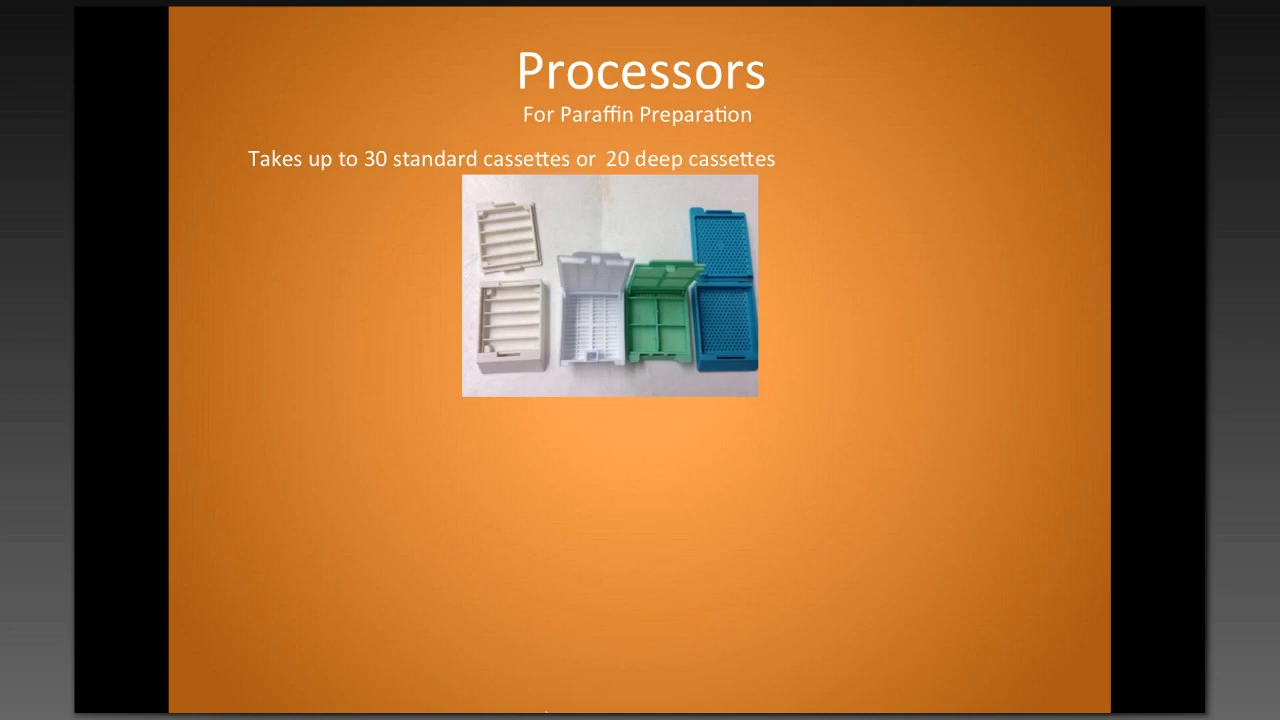 Processors
For Paraffin Preparation
Takes up to 30 standard cassettes or 20 deep cassettes